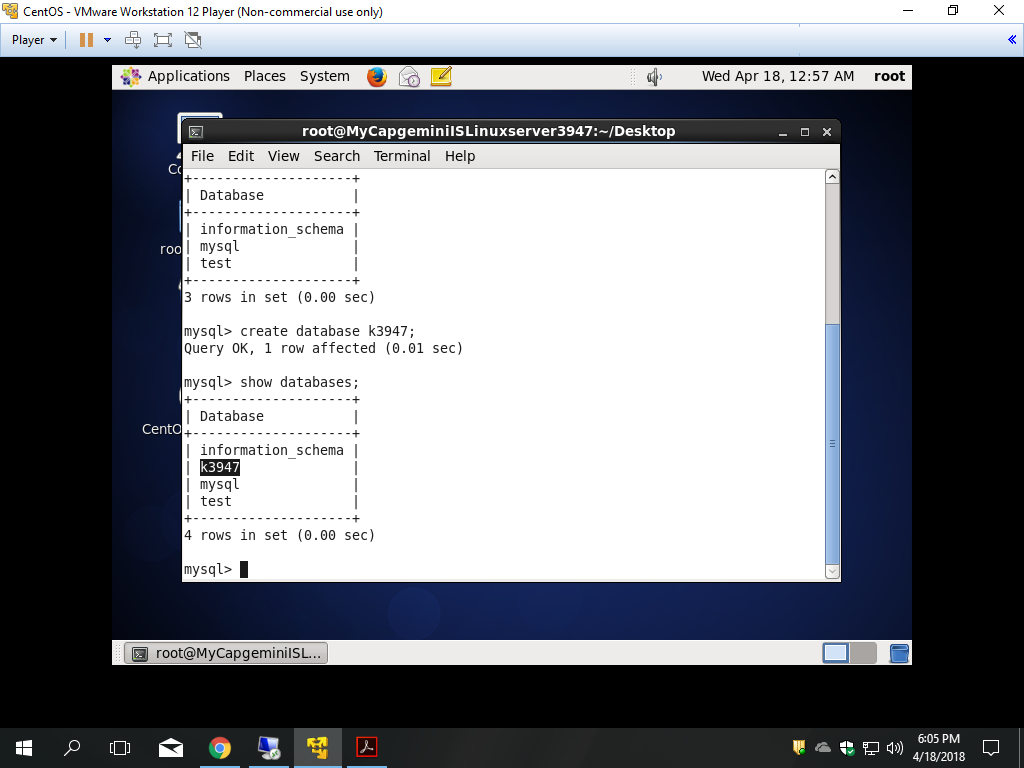 CentOS - VMware Workstation 12 Player (Non-commercial use only)
Player
Applications Places System Wed Apr 18, 12:57 AM root
root@MyCapgeminiISLinuxserver3947:~/Desktop
File Edit View Search Terminal Help
+--------------------+
| Database           |
+--------------------+
| information_schema |
| mysql              |
| test               |
+--------------------+
3 rows in set (0.00 sec)
mysql> create database k3947;
Query OK, 1 row affected (0.01 sec)
mysql> show databases;
+--------------------+
| Database           |
+--------------------+
| information_schema |
| k3947              |
| mysql              |
| test               |
+--------------------+
4 rows in set (0.00 sec)
mysql>
Co
roo
CentO
root@MyCapgeminiISL...
6:05 PM
4/18/2018